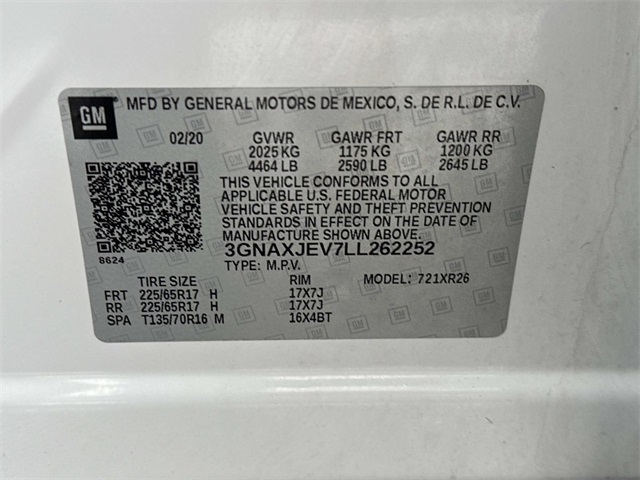 GM MFD BY GENERAL MOTORS DE MEXICO, S. DE R.L. DE C.V.
02/20 GVWR GAWR FRT GAWR RR
2025 KG 1175 KG 1200 KG
4464 LB 2590 LB 2645 LB
THIS VEHICLE CONFORMS TO ALL
APPLICABLE U.S. FEDERAL MOTOR
VEHICLE SAFETY AND THEFT PREVENTION
STANDARDS IN EFFECT ON THE DATE OF
MANUFACTURE SHOWN ABOVE.
8624 3GNAXJEV7LL262252
TYPE: M.P.V.
TIRE SIZE RIM MODEL: 721XR26
FRT 225/65R17 H 17X7J
RR 225/65R17 H 17X7J
SPA T135/70R16 M 16X4BT